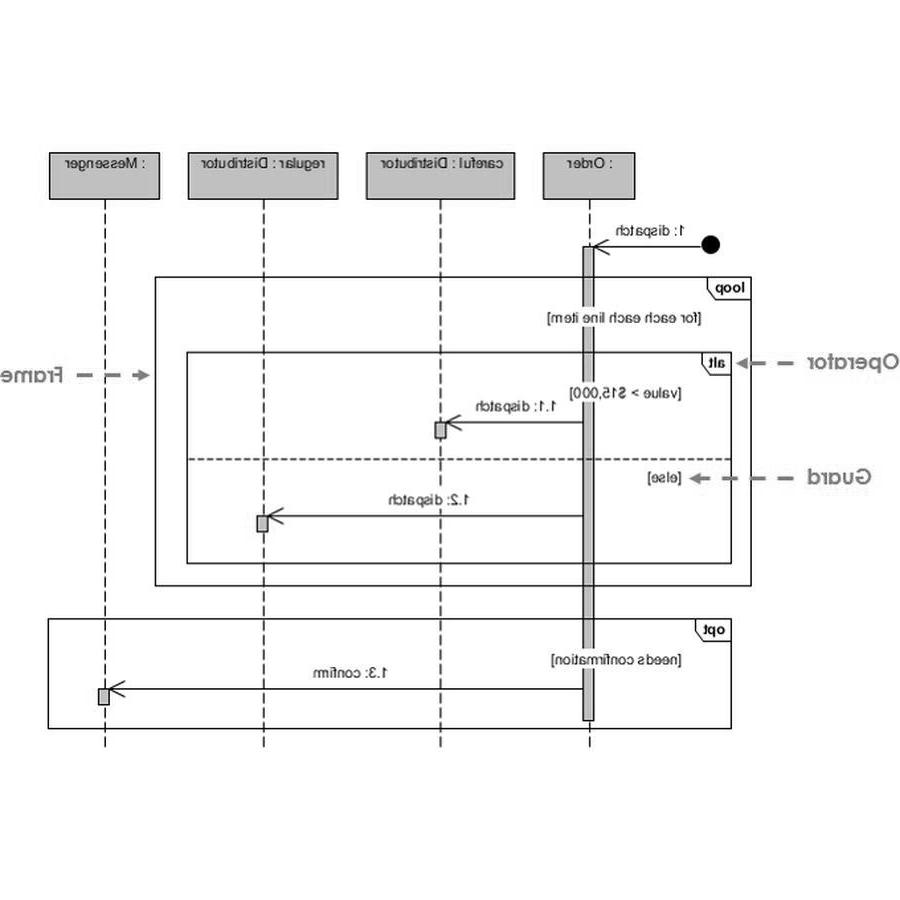 : Order
careful : Distributor
regular : Distributor
: Messenger
1: dispatch
loop
[for each each line item]
Operator
alt
Frame
[value > $15,000]
1.1: dispatch
Guard
[else]
1.2: dispatch
opt
[needs confirmation]
1.3: confirm